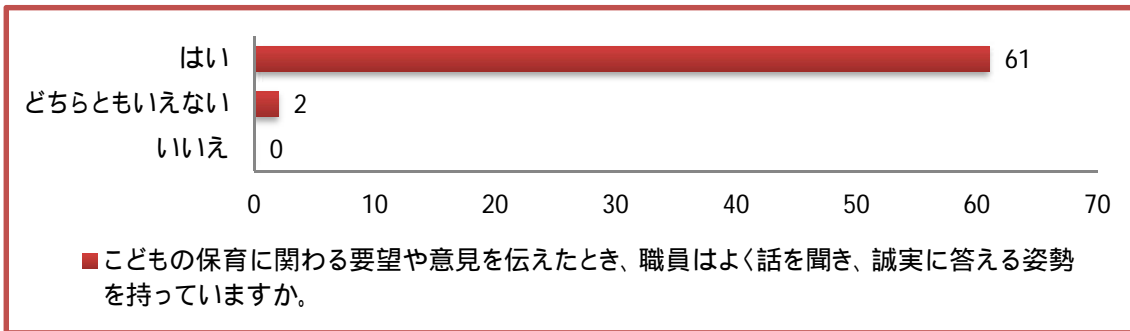 はい 61
どちらともいえない 2
いいえ 0
0 10 20 30 40 50 60 70
こどもの保育に関わる要望や意見を伝えたとき、職員はよく話を聞き、誠実に答える姿勢
を持っていますか。